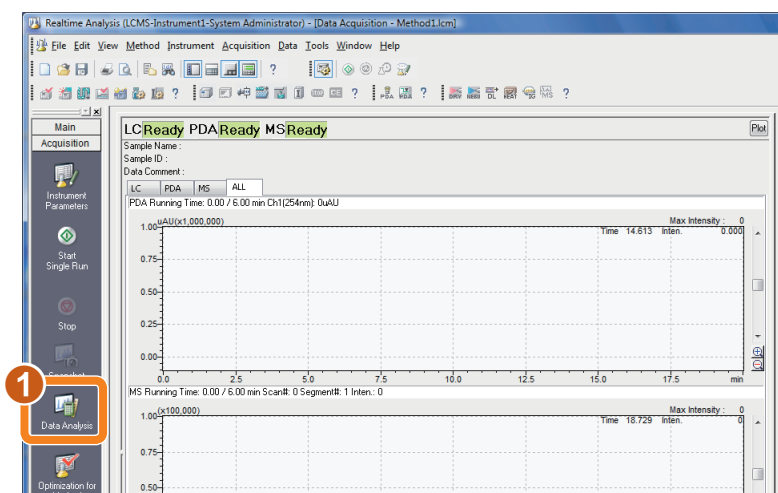 Realtime Analysis (LCMS-Instrument1-System Administrator) - [Data Acquisition - Method1.lcm]
File Edit View Method Instrument Acquisition Data Tools Window Help
Main
Acquisition
Instrument
Parameters
Start
Single Run
Stop
Snapshot
1
Data Analysis
Optimization for
LC Ready PDA Ready MS Ready
Plot
Sample Name :
Sample ID :
Data Comment :
LC PDA MS ALL
PDA Running Time: 0.00 / 6.00 min Ch1(254nm): 0uAU
uAU(x1,000,000)
Max Intensity : 0
Time 14.613 Inten. 0.000
1.00
0.75
0.50
0.25
0.00
0.0 2.5 5.0 7.5 10.0 12.5 15.0 17.5 min
MS Running Time: 0.00 / 6.00 min Scan#: 0 Segment#: 1 Inten.: 0
(x100,000)
Max Intensity : 0
Time 18.729 Inten. 0
1.00
0.75
0.50